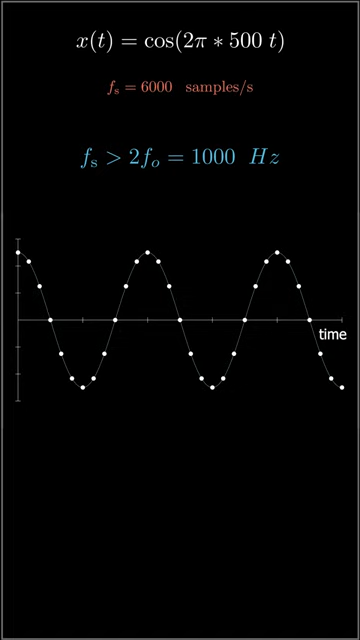 x(t) = cos(2π * 500 t)
fₛ = 6000 samples/s
fₛ > 2fₒ = 1000 Hz
time